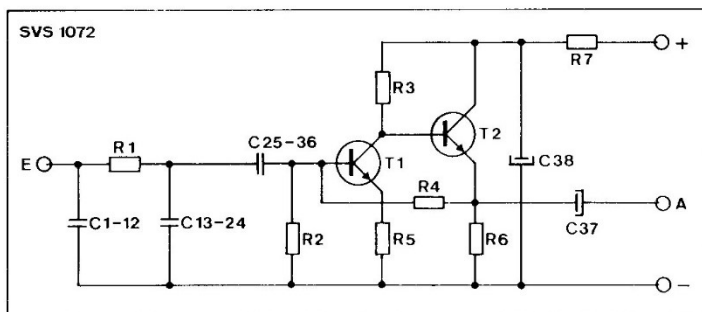 SVS 1072
+
R7
R3
C25-36
R1
T2
T1
E
C38
R4
A
C1-12
C13-24
C37
R2
R5
R6
-